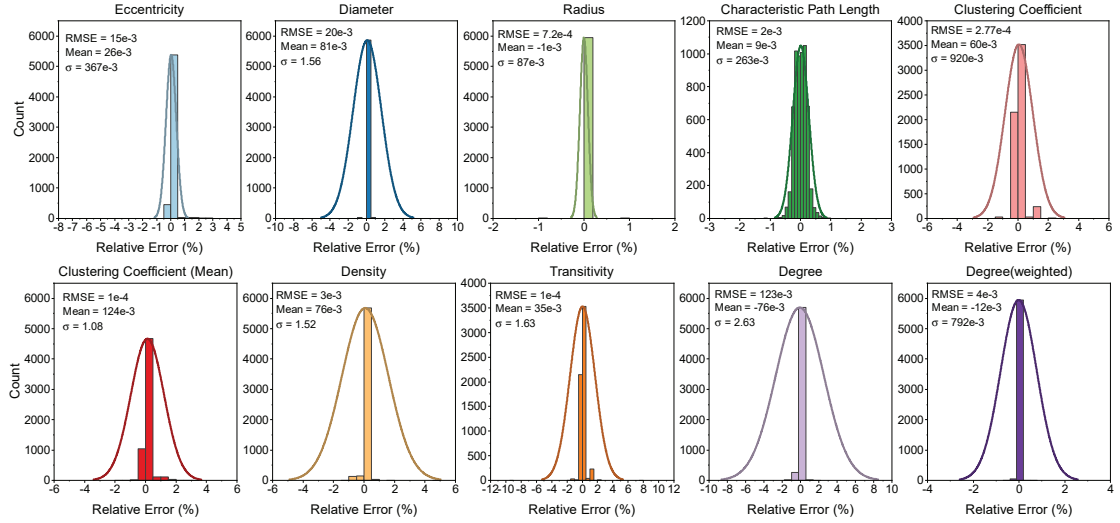 Eccentricity
RMSE = 15e-3
Mean = 26e-3
σ = 367e-3
Count
6000
5000
4000
3000
2000
1000
0
-8 -7 -6 -5 -4 -3 -2 -1 0 1 2 3 4 5
Relative Error (%)
Diameter
RMSE = 20e-3
Mean = 81e-3
σ = 1.56
6000
5000
4000
3000
2000
1000
0
-10 -8 -6 -4 -2 0 2 4 6 8 10
Relative Error (%)
Radius
RMSE = 7.2e-4
Mean = -1e-3
σ = 87e-3
6000
5000
4000
3000
2000
1000
0
-2 -1 0 1 2
Relative Error (%)
Characteristic Path Length
RMSE = 2e-3
Mean = 9e-3
σ = 263e-3
1200
1000
800
600
400
200
0
-3 -2 -1 0 1 2 3
Relative Error (%)
Clustering Coefficient
RMSE = 2.77e-4
Mean = 60e-3
σ = 920e-3
4000
3500
3000
2500
2000
1500
1000
500
0
-6 -4 -2 0 2 4 6
Relative Error (%)
Clustering Coefficient (Mean)
RMSE = 1e-4
Mean = 124e-3
σ = 1.08
Count
6000
5000
4000
3000
2000
1000
0
-6 -4 -2 0 2 4 6
Relative Error (%)
Density
RMSE = 3e-3
Mean = 76e-3
σ = 1.52
6000
5000
4000
3000
2000
1000
0
-6 -4 -2 0 2 4 6
Relative Error (%)
Transitivity
RMSE = 1e-4
Mean = 35e-3
σ = 1.63
4000
3500
3000
2500
2000
1500
1000
500
0
-12 -10 -8 -6 -4 -2 0 2 4 6 8 10 12
Relative Error (%)
Degree
RMSE = 123e-3
Mean = -76e-3
σ = 2.63
6000
5000
4000
3000
2000
1000
0
-10 -8 -6 -4 -2 0 2 4 6 8 10
Relative Error (%)
Degree(weighted)
RMSE = 4e-3
Mean = -12e-3
σ = 792e-3
6000
5000
4000
3000
2000
1000
0
-4 -2 0 2 4
Relative Error (%)